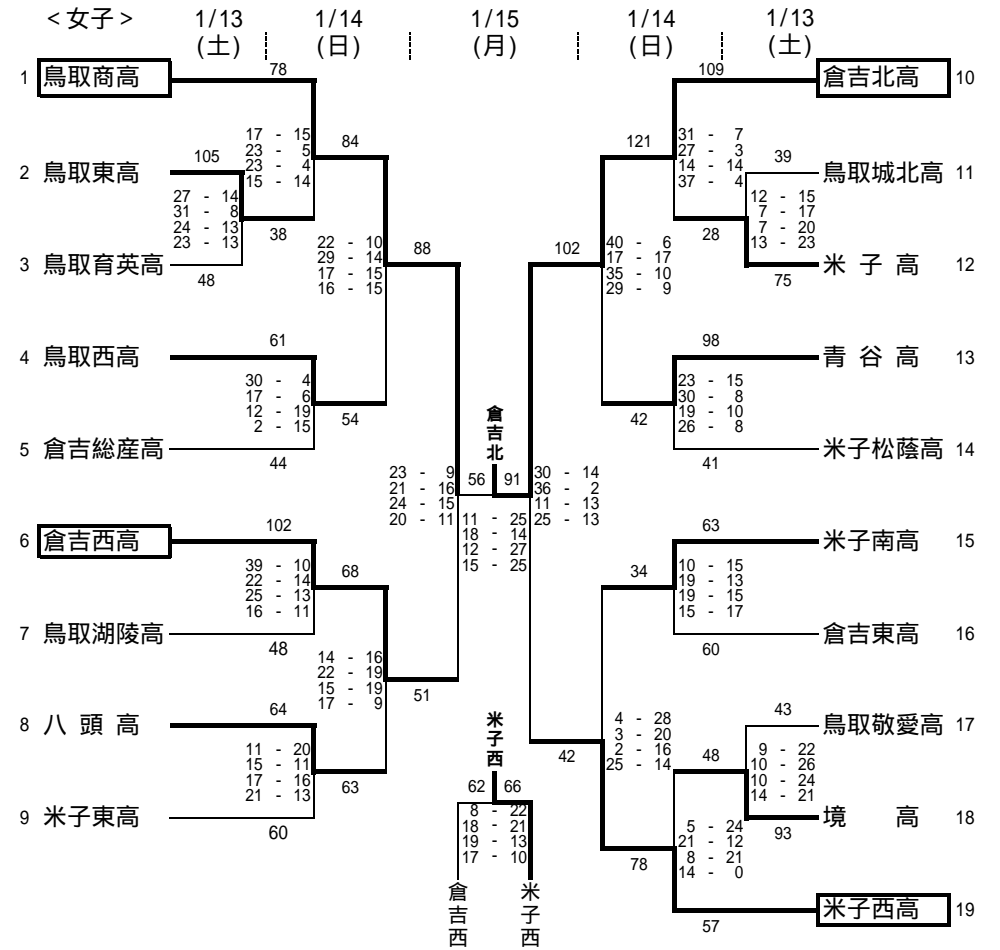 ＜女子＞ 1/13 1/14 1/15 1/14 1/13
(土) (日) (月) (日) (土)
1 鳥取商高 78 109 倉吉北高 10
17 - 15 84 121 31 - 7
23 - 5 27 - 3
105 23 - 4 14 - 14 39
2 鳥取東高 15 - 14 37 - 4 鳥取城北高 11
27 - 14 12 - 15
31 - 8 7 - 17
24 - 13 38 28 7 - 20
23 - 13 13 - 23
22 - 10 88 102 40 - 6
29 - 14 17 - 17
3 鳥取育英高 17 - 15 35 - 10 米子高 12
48 16 - 15 29 - 9 75
61 98
4 鳥取西高 青谷高 13
30 - 4 23 - 15
17 - 6 30 - 8
12 - 19 54 42 19 - 10
2 - 15 26 - 8
倉吉北
5 倉吉総産高 44 41 米子松蔭高 14
23 - 9 56 91 30 - 14
21 - 16 36 - 2
24 - 15 11 - 13
20 - 11 25 - 13
11 - 25
18 - 14
12 - 27
15 - 25
102 63
6 倉吉西高 米子南高 15
39 - 10 68 34 10 - 15
22 - 14 19 - 13
25 - 13 19 - 15
16 - 11 15 - 17
7 鳥取湖陵高 48 60 倉吉東高 16
14 - 16
22 - 19
15 - 19
17 - 9
51
64 43
8 八頭高 鳥取敬愛高 17
米子西
42
4 - 28
3 - 20
2 - 16
25 - 14
11 - 20 48 9 - 22
15 - 11 10 - 26
17 - 16 10 - 24
21 - 13 63 14 - 21
62 66
9 米子東高 60 境高 18
93
8 - 22
18 - 21
19 - 13
17 - 10
5 - 24
21 - 12
8 - 21
14 - 0
78
倉吉西 米子西
57 米子西高 19